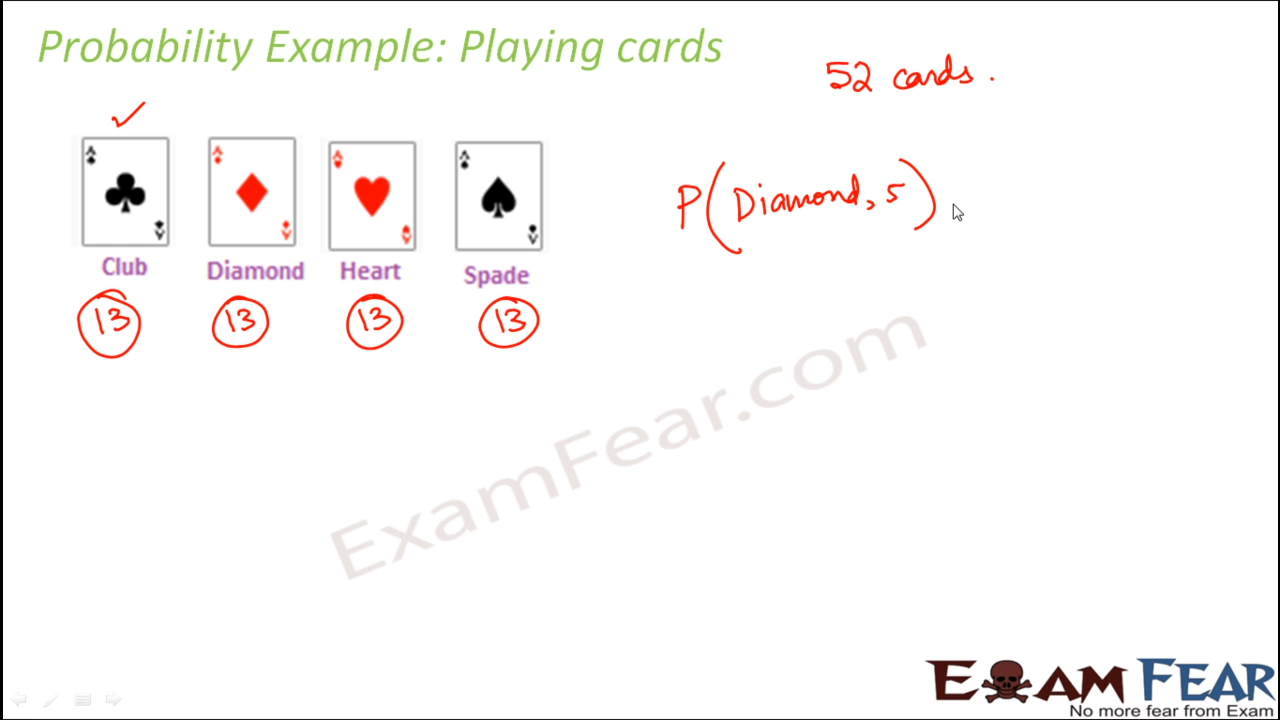 Probability Example: Playing cards
52 cards.
✓
A A A A
A A A A
P(Diamond, 5)
Club Diamond Heart Spade
13 13 13 13
ExamFear.com
EXAM FEAR
No more fear from Exam